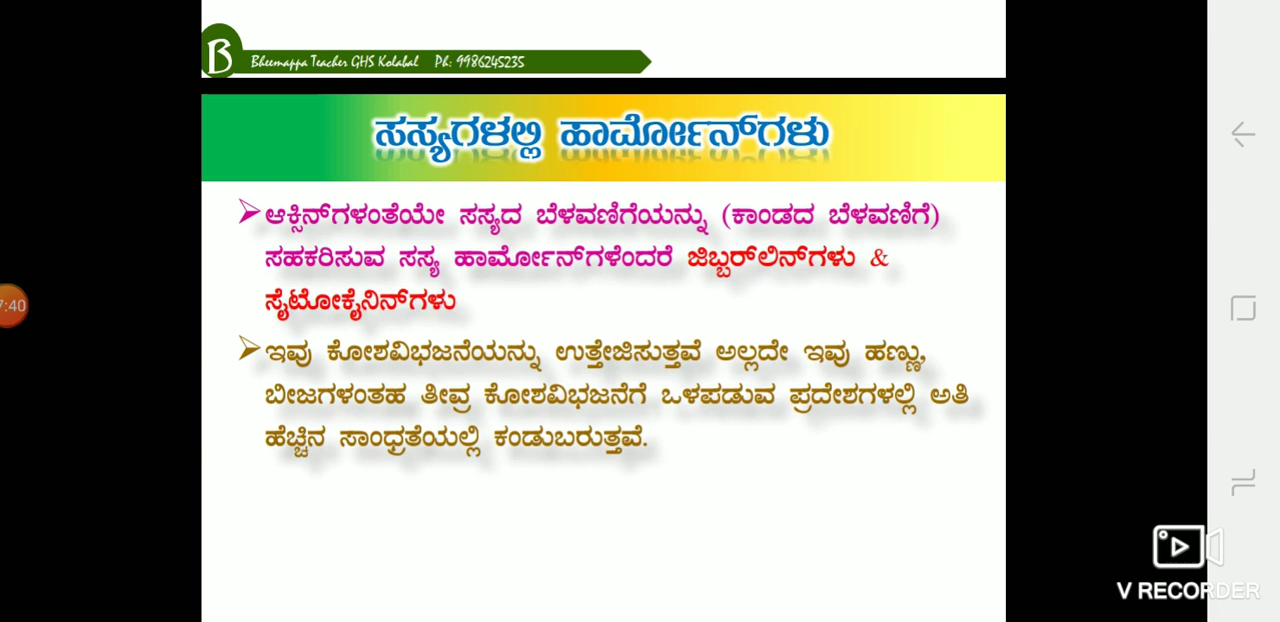 B
Bheemappa Teacher GHS Kolabal Ph: 9986245235
ಸಸ್ಯಗಳಲ್ಲಿ ಹಾರ್ಮೋನ್‌ಗಳು
ಆಕ್ಸಿನ್‌ಗಳಂತೆಯೇ ಸಸ್ಯದ ಬೆಳವಣಿಗೆಯನ್ನು (ಕಾಂಡದ ಬೆಳವಣಿಗೆ)
ಸಹಕರಿಸುವ ಸಸ್ಯ ಹಾರ್ಮೋನ್‌ಗಳೆಂದರೆ ಜಿಬ್ಬರ್‌ಲಿನ್‌ಗಳು &
ಸೈಟೋಕೈನಿನ್‌ಗಳು
7:40
ಇವು ಕೋಶವಿಭಜನೆಯನ್ನು ಉತ್ತೇಜಿಸುತ್ತವೆ ಅಲ್ಲದೇ ಇವು ಹಣ್ಣು,
ಬೀಜಗಳಂತಹ ತೀವ್ರ ಕೋಶವಿಭಜನೆಗೆ ಒಳಪಡುವ ಪ್ರದೇಶಗಳಲ್ಲಿ ಅತಿ
ಹೆಚ್ಚಿನ ಸಾಂಧ್ರತೆಯಲ್ಲಿ ಕಂಡುಬರುತ್ತವೆ.
V RECORDER